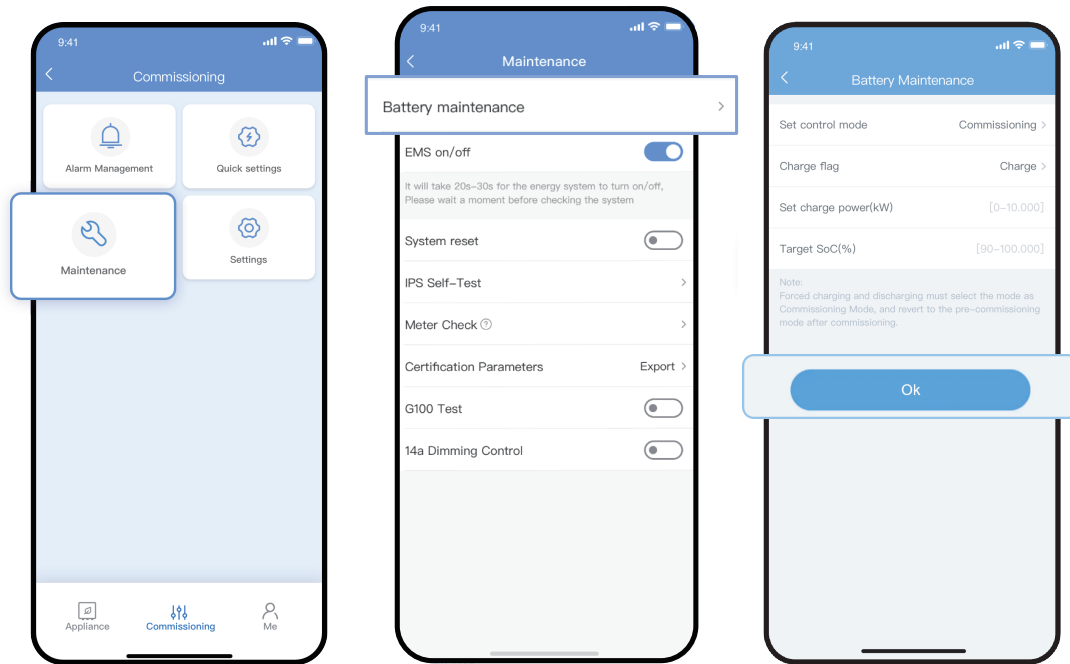 9:41
Commissioning
Alarm Management
Quick settings
Maintenance
Settings
Appliance
Commissioning
Me
9:41
Maintenance
Battery maintenance
EMS on/off
It will take 20s-30s for the energy system to turn on/off,
Please wait a moment before checking the system
System reset
IPS Self-Test
Meter Check ?
Certification Parameters Export
G100 Test
14a Dimming Control
9:41
Battery Maintenance
Set control mode Commissioning
Charge flag Charge
Set charge power(kW) [0-10.000]
Target SoC(%) [90-100.000]
Note:
Forced charging and discharging must select the mode as
Commissioning Mode, and revert to the pre-commissioning
mode after commissioning.
Ok